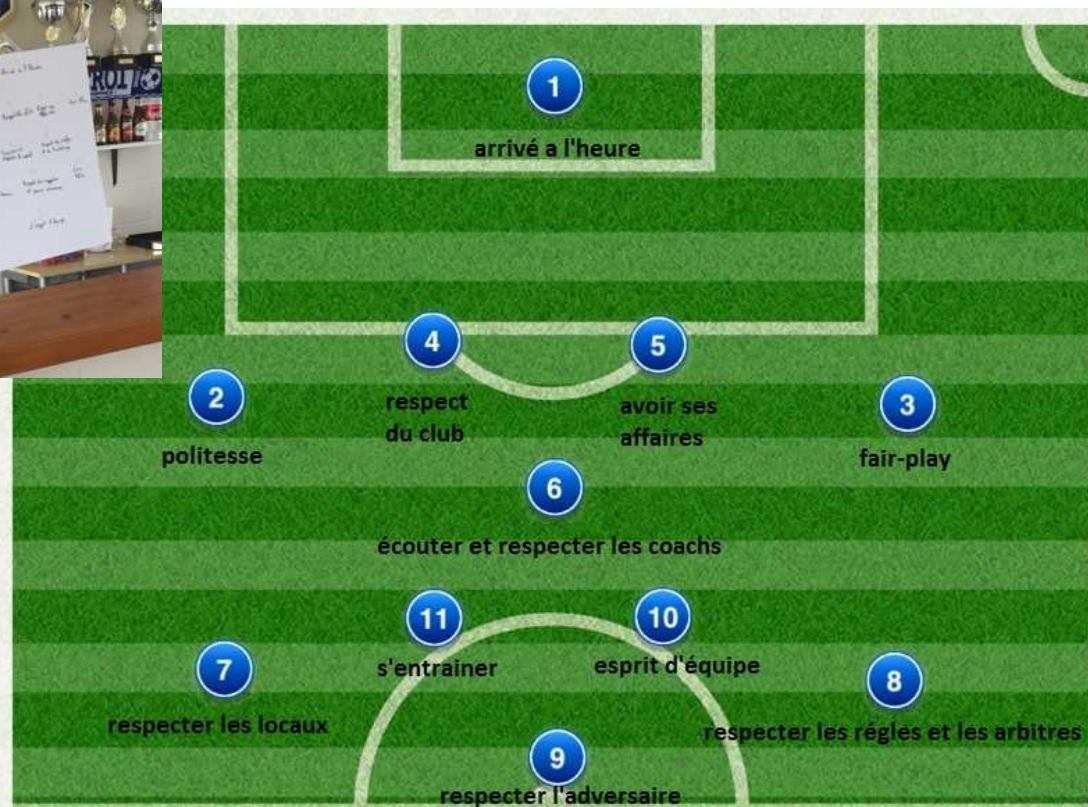 1
arrivé a l'heure
4
5
2
3
respect
du club
avoir ses
affaires
politesse
fair-play
6
écouter et respecter les coachs
11
10
s'entrainer
esprit d'équipe
7
8
respecter les locaux
respecter les régles et les arbitres
9
respecter l'adversaire